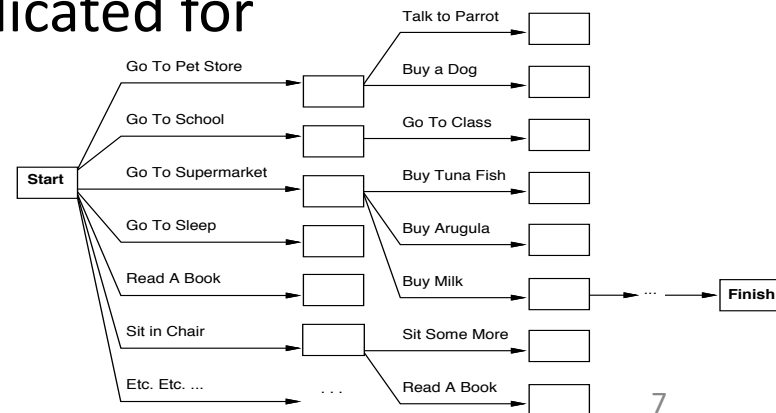 licated for
Talk to Parrot
Go To Pet Store
Buy a Dog
Go To School
Go To Class
Start
Go To Supermarket
Buy Tuna Fish
Go To Sleep
Buy Arugula
Read A Book
Buy Milk
...
Finish
Sit in Chair
Sit Some More
Etc. Etc. ...
. . .
Read A Book
7